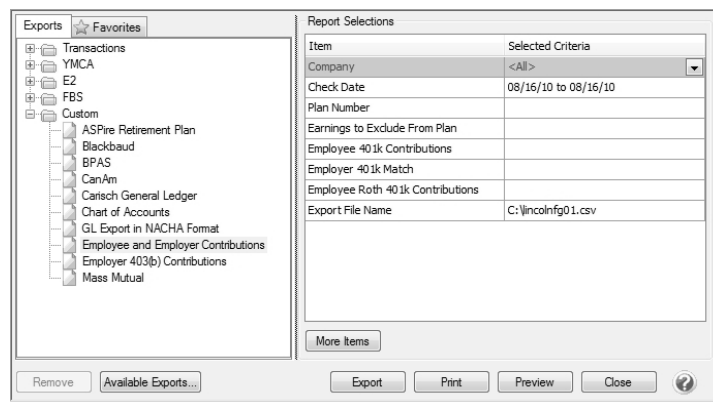 Exports
Favorites
Transactions
YMCA
E2
FBS
Custom
ASPire Retirement Plan
Blackbaud
BPAS
CanAm
Carisch General Ledger
Chart of Accounts
GL Export in NACHA Format
Employee and Employer Contributions
Employer 403(b) Contributions
Mass Mutual
Report Selections
Item Selected Criteria
Company <All>
Check Date 08/16/10 to 08/16/10
Plan Number
Earnings to Exclude From Plan
Employee 401k Contributions
Employer 401k Match
Employee Roth 401k Contributions
Export File Name C:\lincolnfg01.csv
More Items
Remove Available Exports... Export Print Preview Close ?